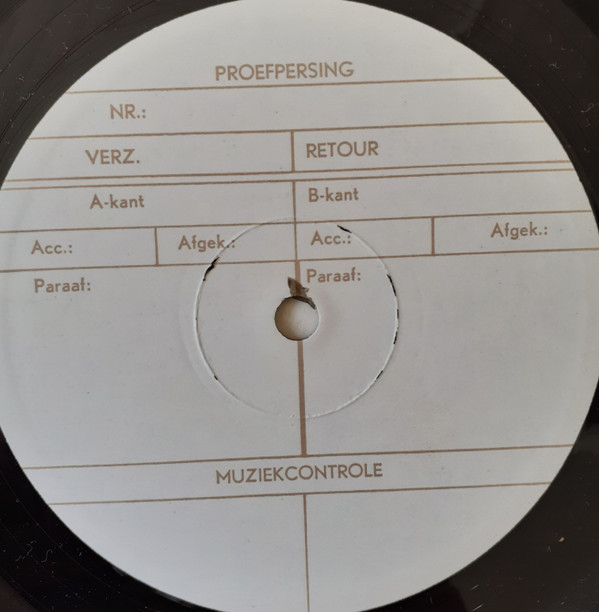 PROEFPERSING
NR.:
VERZ. RETOUR
A-kant B-kant
Acc.: Afgek.: Acc.: Afgek.:
Paraaf: Paraaf:
MUZIEKCONTROLE